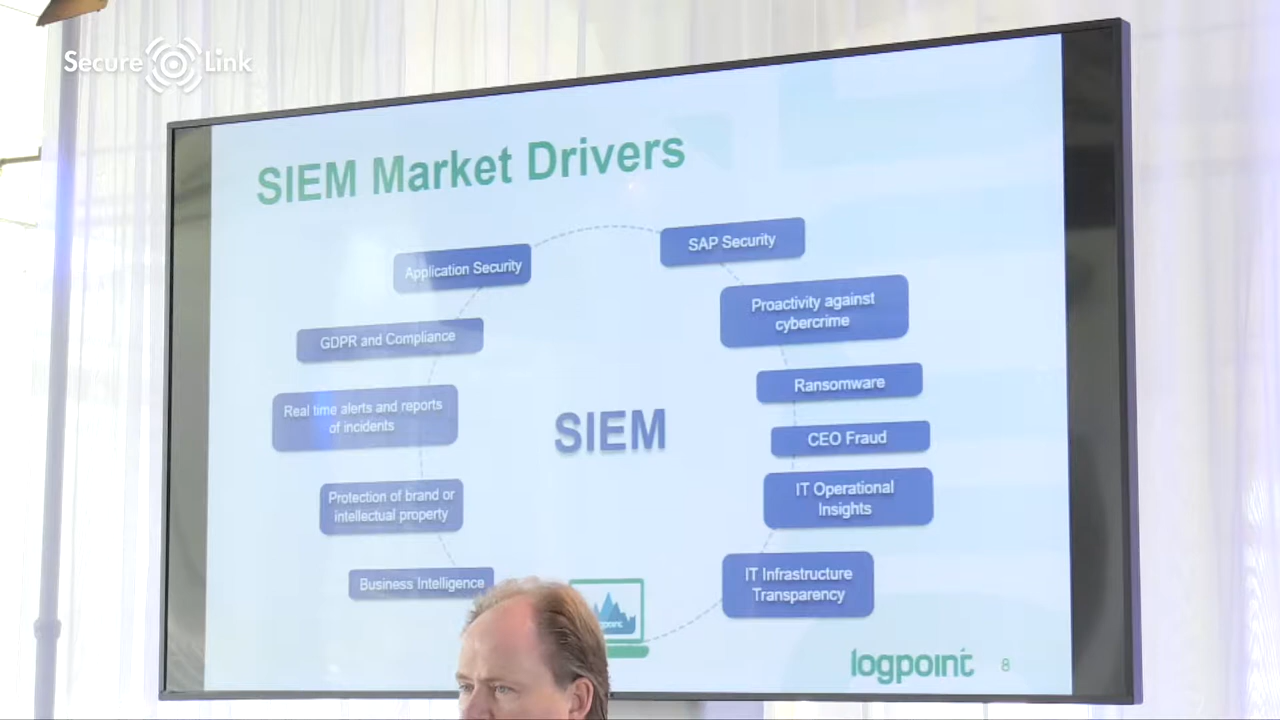 Secure Link
SIEM Market Drivers
Application Security
SAP Security
GDPR and Compliance
Proactivity against
cybercrime
Real time alerts and reports
of incidents
Ransomware
SIEM
CEO Fraud
Protection of brand or
intellectual property
IT Operational
Insights
Business Intelligence
IT Infrastructure
Transparency
logpoint
8